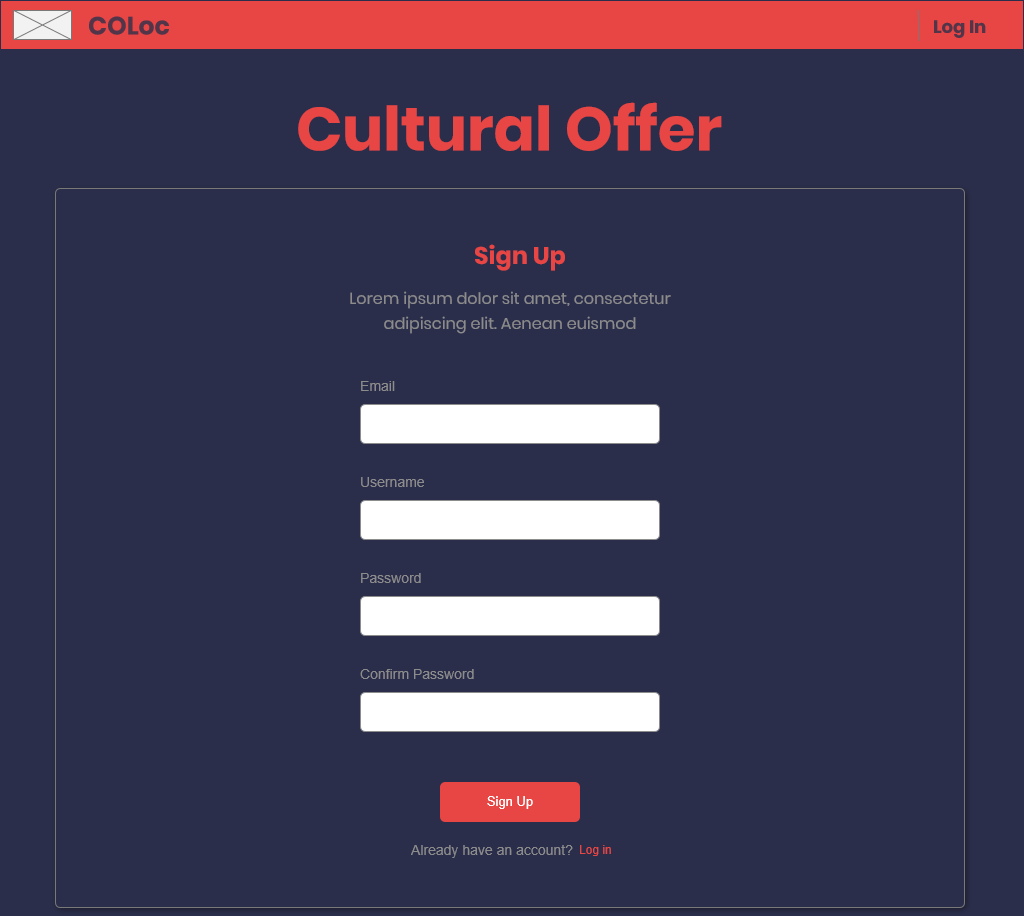 COLoc
Log In
Cultural Offer
Sign Up
Lorem ipsum dolor sit amet, consectetur
adipiscing elit. Aenean euismod
Email
Username
Password
Confirm Password
Sign Up
Already have an account? Log in